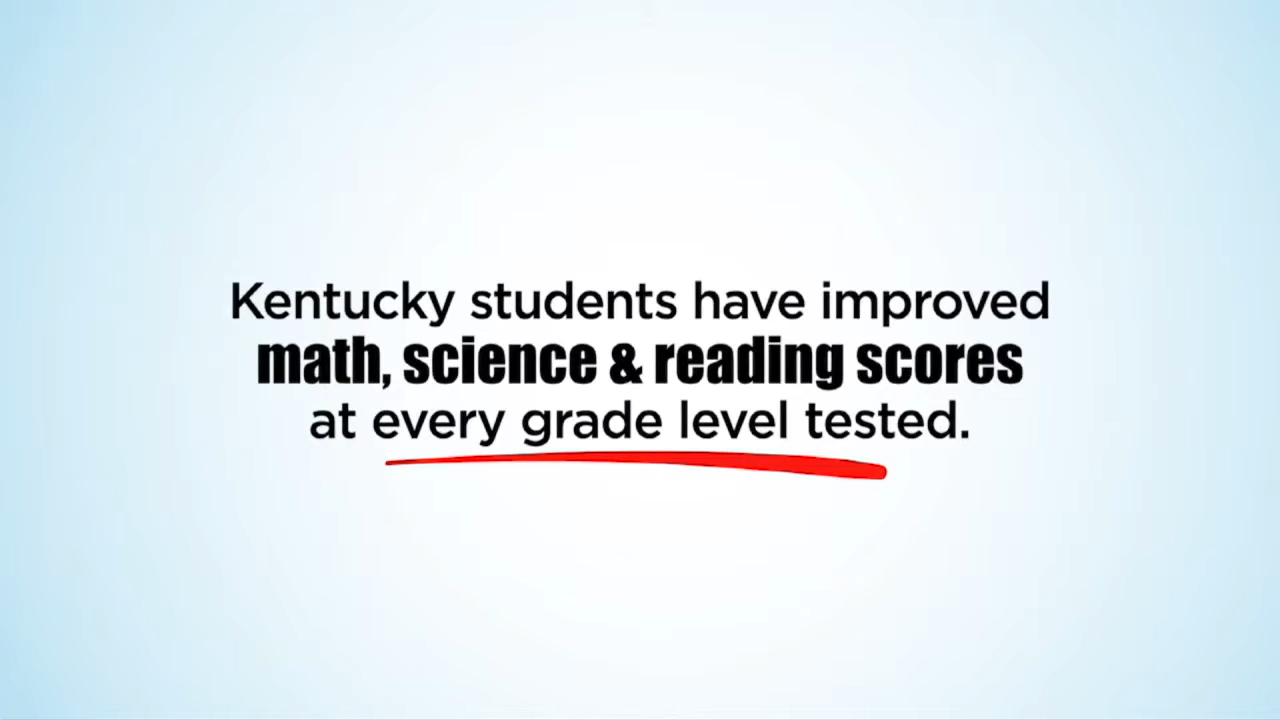 Kentucky students have improved
math, science & reading scores
at every grade level tested.